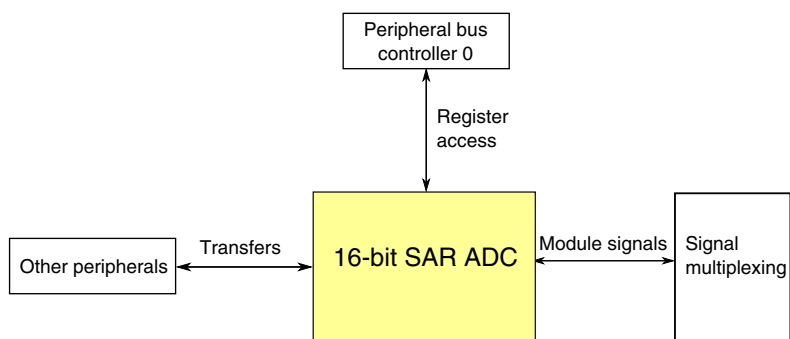 Peripheral bus
controller 0
Register
access
Other peripherals
Transfers
16-bit SAR ADC
Module signals
Signal
multiplexing